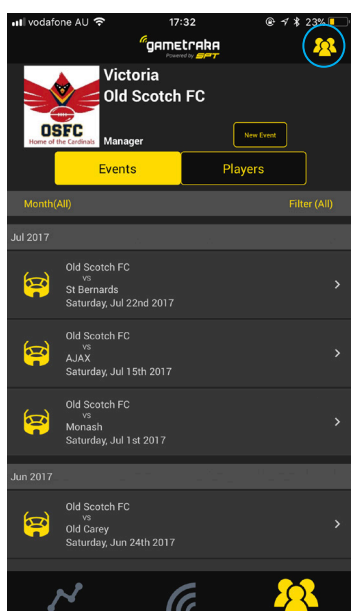 vodafone AU 17:32 23%
gametraka
Powered by SPT
Victoria
Old Scotch FC
OSFC
Home of the Cardinals
Manager
New Event
Events Players
Month(All) Filter (All)
Jul 2017
Old Scotch FC
vs
St Bernards
Saturday, Jul 22nd 2017
Old Scotch FC
vs
AJAX
Saturday, Jul 15th 2017
Old Scotch FC
vs
Monash
Saturday, Jul 1st 2017
Jun 2017
Old Scotch FC
vs
Old Carey
Saturday, Jun 24th 2017